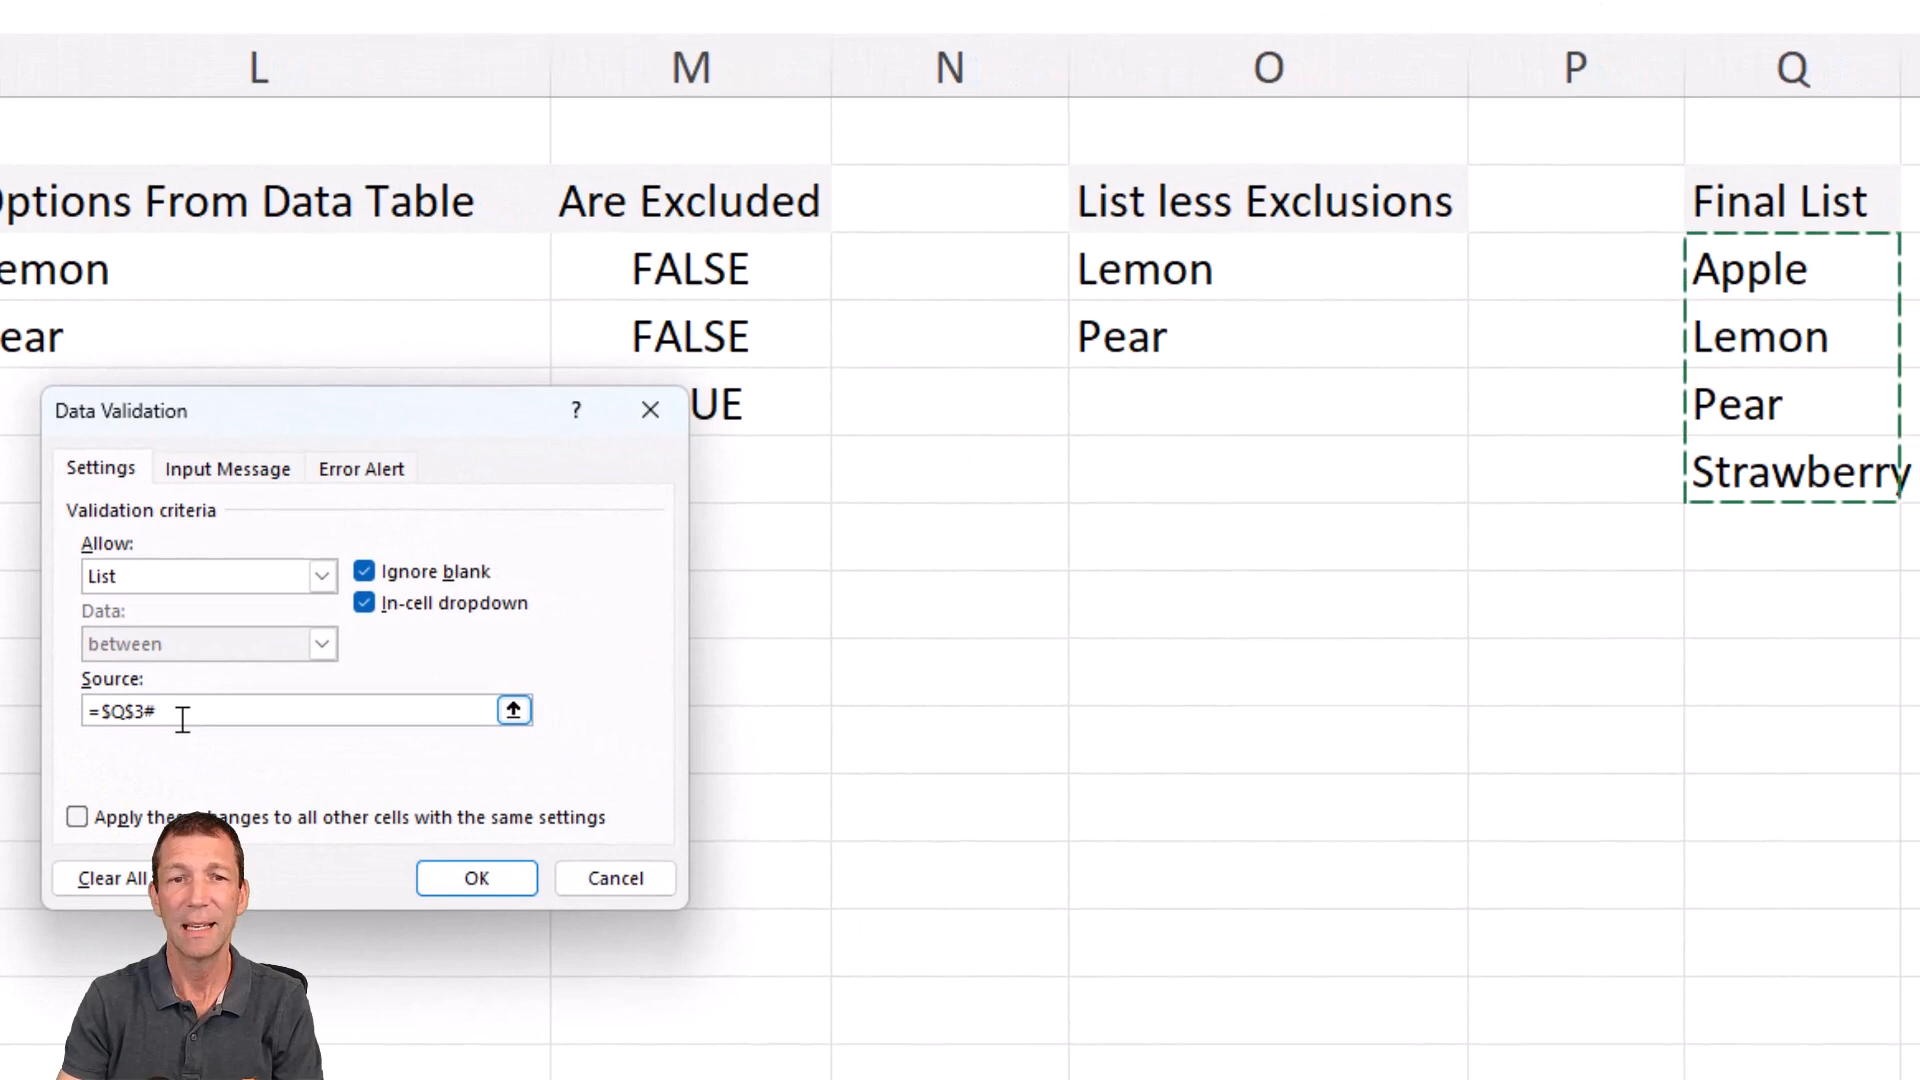 L M N O P Q
ptions From Data Table Are Excluded List less Exclusions Final List
emon FALSE Lemon Apple
ear FALSE Pear Lemon
UE Pear
Strawberry
Data Validation ? ×
Settings Input Message Error Alert
Validation criteria
Allow:
List
Ignore blank
In-cell dropdown
Data:
between
Source:
=$Q$3#
Apply these changes to all other cells with the same settings
Clear All OK Cancel